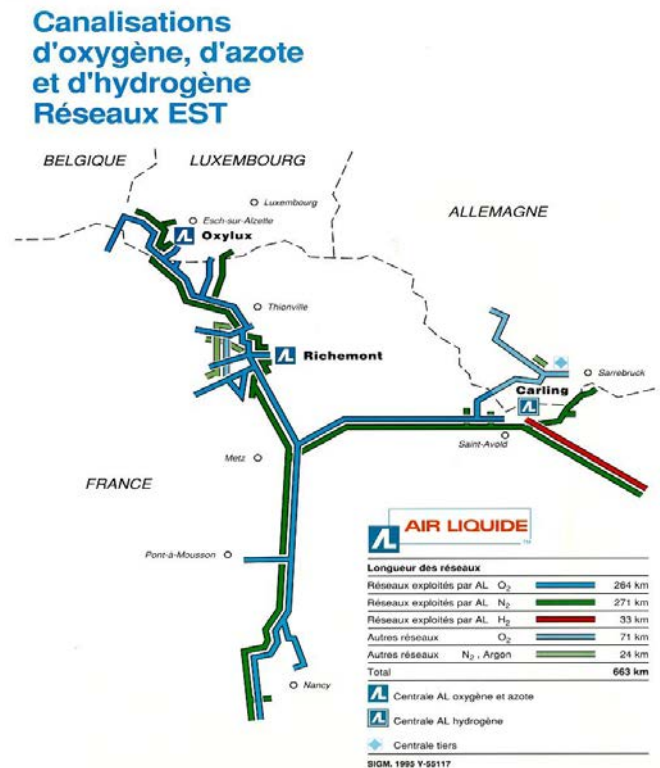 Canalisations
d'oxygène, d'azote
et d'hydrogène
Réseaux EST
BELGIQUE
LUXEMBOURG
Luxembourg
ALLEMAGNE
Esch-sur-Alzette
Oxylux
Thionville
Richemont
Sarrebruck
Carling
Saint-Avold
Metz
FRANCE
AIR LIQUIDE
TM
Pont-à-Mousson
Longueur des réseaux
Réseaux exploités par AL O₂ 264 km
Réseaux exploités par AL N₂ 271 km
Réseaux exploités par AL H₂ 33 km
Autres réseaux O₂ 71 km
Autres réseaux N₂, Argon 24 km
Total 663 km
Nancy
Centrale AL oxygène et azote
Centrale AL hydrogène
Centrale tiers
SIGM. 1995 Y-55117